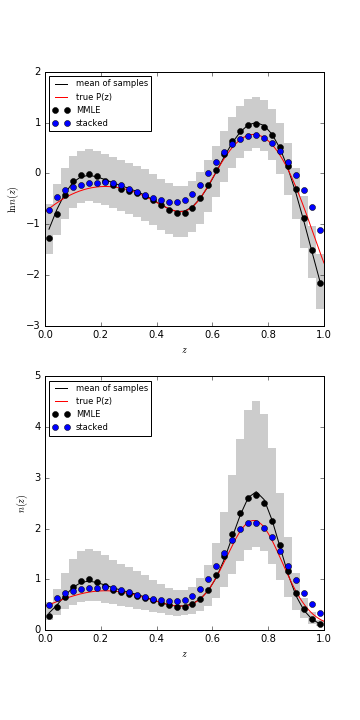 2
1
0
−1
−2
−3
ln n(z)
mean of samples
true P(z)
MMLE
stacked
0.0 0.2 0.4 0.6 0.8 1.0
z
5
4
3
2
1
0
n(z)
mean of samples
true P(z)
MMLE
stacked
0.0 0.2 0.4 0.6 0.8 1.0
z